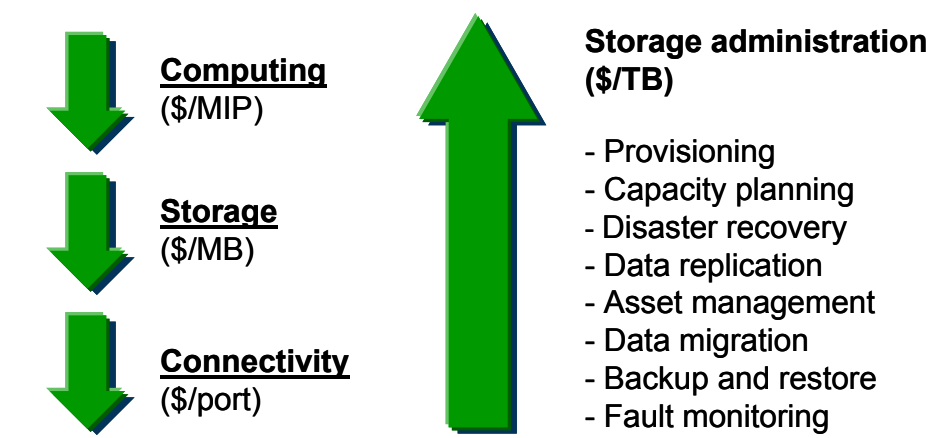 Computing
($/MIP)
Storage
($/MB)
Connectivity
($/port)
Storage administration
($/TB)
- Provisioning
- Capacity planning
- Disaster recovery
- Data replication
- Asset management
- Data migration
- Backup and restore
- Fault monitoring